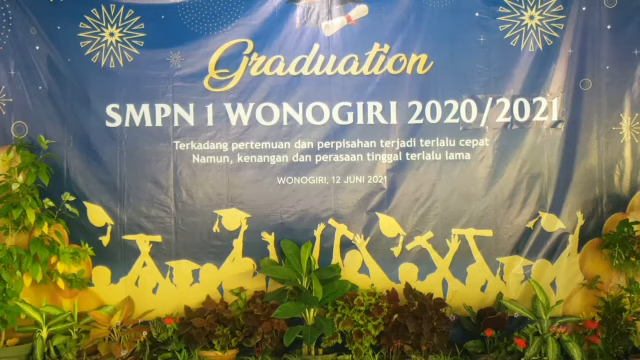 Graduation
SMPN 1 WONOGIRI 2020/2021
Terkadang pertemuan dan perpisahan terjadi terlalu cepat
Namun, kenangan dan perasaan tinggal terlalu lama
WONOGIRI, 12 JUNI 2021